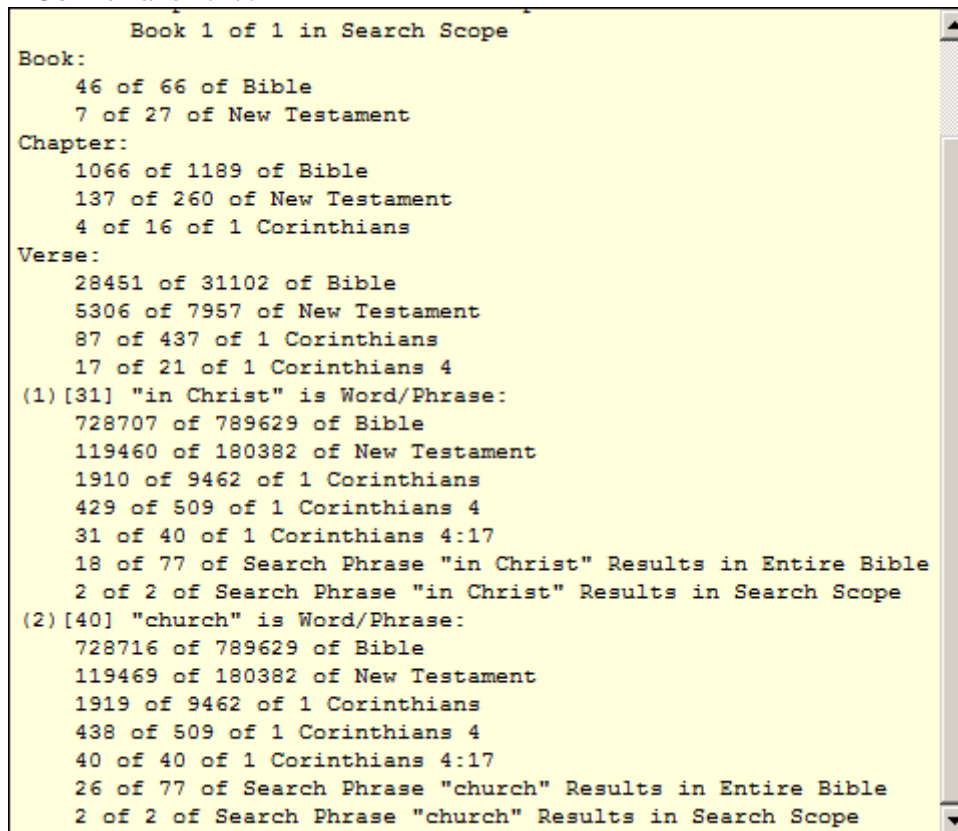 Book 1 of 1 in Search Scope
Book:
46 of 66 of Bible
7 of 27 of New Testament
Chapter:
1066 of 1189 of Bible
137 of 260 of New Testament
4 of 16 of 1 Corinthians
Verse:
28451 of 31102 of Bible
5306 of 7957 of New Testament
87 of 437 of 1 Corinthians
17 of 21 of 1 Corinthians 4
(1)[31] "in Christ" is Word/Phrase:
728707 of 789629 of Bible
119460 of 180382 of New Testament
1910 of 9462 of 1 Corinthians
429 of 509 of 1 Corinthians 4
31 of 40 of 1 Corinthians 4:17
18 of 77 of Search Phrase "in Christ" Results in Entire Bible
2 of 2 of Search Phrase "in Christ" Results in Search Scope
(2)[40] "church" is Word/Phrase:
728716 of 789629 of Bible
119469 of 180382 of New Testament
1919 of 9462 of 1 Corinthians
438 of 509 of 1 Corinthians 4
40 of 40 of 1 Corinthians 4:17
26 of 77 of Search Phrase "church" Results in Entire Bible
2 of 2 of Search Phrase "church" Results in Search Scope